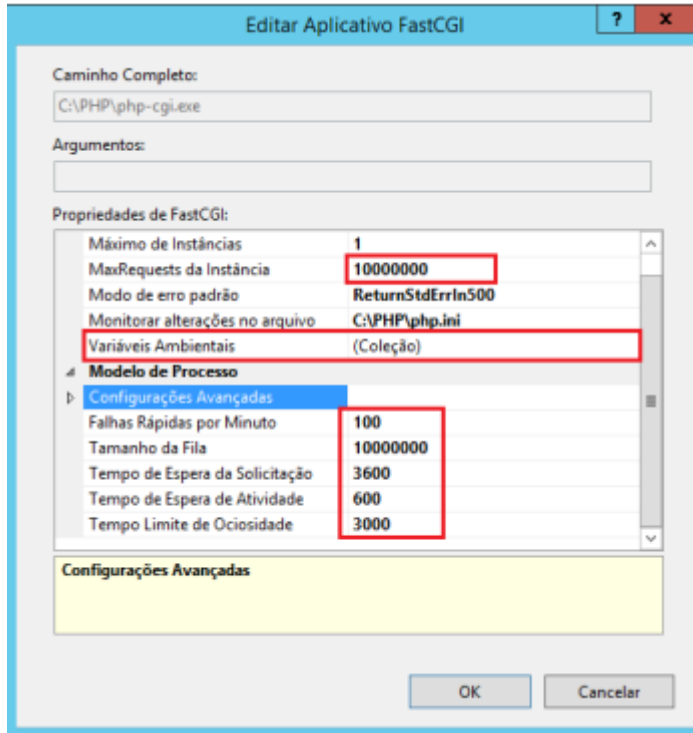 Editar Aplicativo FastCGI
? x
Caminho Completo:
C:\PHP\php-cgi.exe
Argumentos:
Propriedades de FastCGI:
Máximo de Instâncias 1
MaxRequests da Instância 10000000
Modo de erro padrão ReturnStdErrIn500
Monitorar alterações no arquivo C:\PHP\php.ini
Variáveis Ambientais (Coleção)
Modelo de Processo
Configurações Avançadas
Falhas Rápidas por Minuto 100
Tamanho da Fila 10000000
Tempo de Espera da Solicitação 3600
Tempo de Espera de Atividade 600
Tempo Limite de Ociosidade 3000
Configurações Avançadas
OK Cancelar